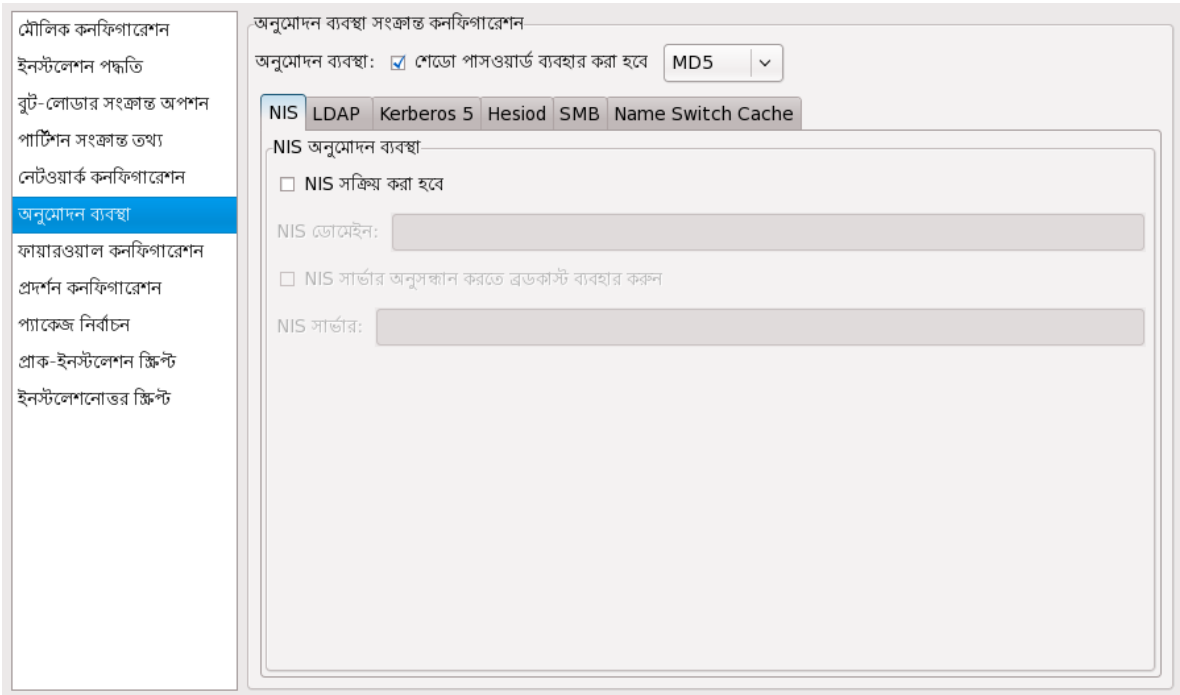 মৌলিক কনফিগারেশন
ইনস্টলেশন পদ্ধতি
বুট-লোডার সংক্রান্ত অপশন
পার্টিশন সংক্রান্ত তথ্য
নেটওয়ার্ক কনফিগারেশন
অনুমোদন ব্যবস্থা
ফায়ারওয়াল কনফিগারেশন
প্রদর্শন কনফিগারেশন
প্যাকেজ নির্বাচন
প্রাক-ইনস্টলেশন স্ক্রিপ্ট
ইনস্টলেশনোত্তর স্ক্রিপ্ট
অনুমোদন ব্যবস্থা সংক্রান্ত কনফিগারেশন
অনুমোদন ব্যবস্থা: শেডো পাসওয়ার্ড ব্যবহার করা হবে MD5
NIS LDAP Kerberos 5 Hesiod SMB Name Switch Cache
NIS অনুমোদন ব্যবস্থা
NIS সক্রিয় করা হবে
NIS ডোমেইন:
NIS সার্ভার অনুসন্ধান করতে ব্রডকাস্ট ব্যবহার করুন
NIS সার্ভার: